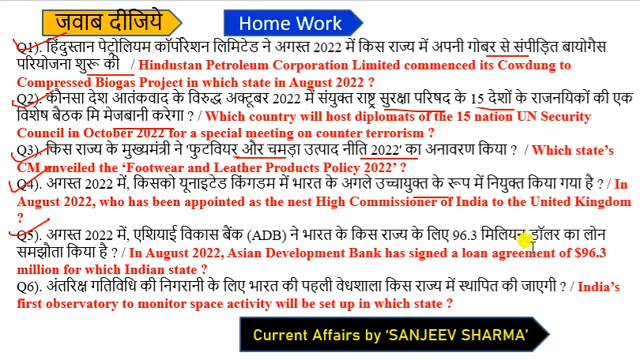 जवाब दीजिये
Home Work
Q1). हिंदुस्तान पेट्रोलियम कॉर्पोरेशन लिमिटेड ने अगस्त 2022 में किस राज्य में अपनी गोबर से संपीड़ित बायोगैस
परियोजना शुरू की / Hindustan Petroleum Corporation Limited commenced its Cowdung to
Compressed Biogas Project in which state in August 2022 ?
Q2). कौनसा देश आतंकवाद के विरुद्ध अक्टूबर 2022 में संयुक्त राष्ट्र सुरक्षा परिषद के 15 देशों के राजनयिकों की एक
विशेष बैठक मि मेजबानी करेगा ? / Which country will host diplomats of the 15 nation UN Security
Council in October 2022 for a special meeting on counter terrorism ?
Q3). किस राज्य के मुख्यमंत्री ने 'फुटवियर और चमड़ा उत्पाद नीति 2022' का अनावरण किया ? / Which state's
CM unveiled the 'Footwear and Leather Products Policy 2022' ?
Q4). अगस्त 2022 में, किसको यूनाइटेड किंगडम में भारत के अगले उच्चायुक्त के रूप में नियुक्त किया गया है ? / In
August 2022, who has been appointed as the nest High Commissioner of India to the United Kingdom
?
Q5). अगस्त 2022 में, एशियाई विकास बैंक (ADB) ने भारत के किस राज्य के लिए 96.3 मिलियन डॉलर का लोन
समझौता किया है ? / In August 2022, Asian Development Bank has signed a loan agreement of $96.3
million for which Indian state ?
Q6). अंतरिक्ष गतिविधि की निगरानी के लिए भारत की पहली वेधशाला किस राज्य में स्थापित की जाएगी ? / India's
first observatory to monitor space activity will be set up in which state ?
Current Affairs by 'SANJEEV SHARMA'